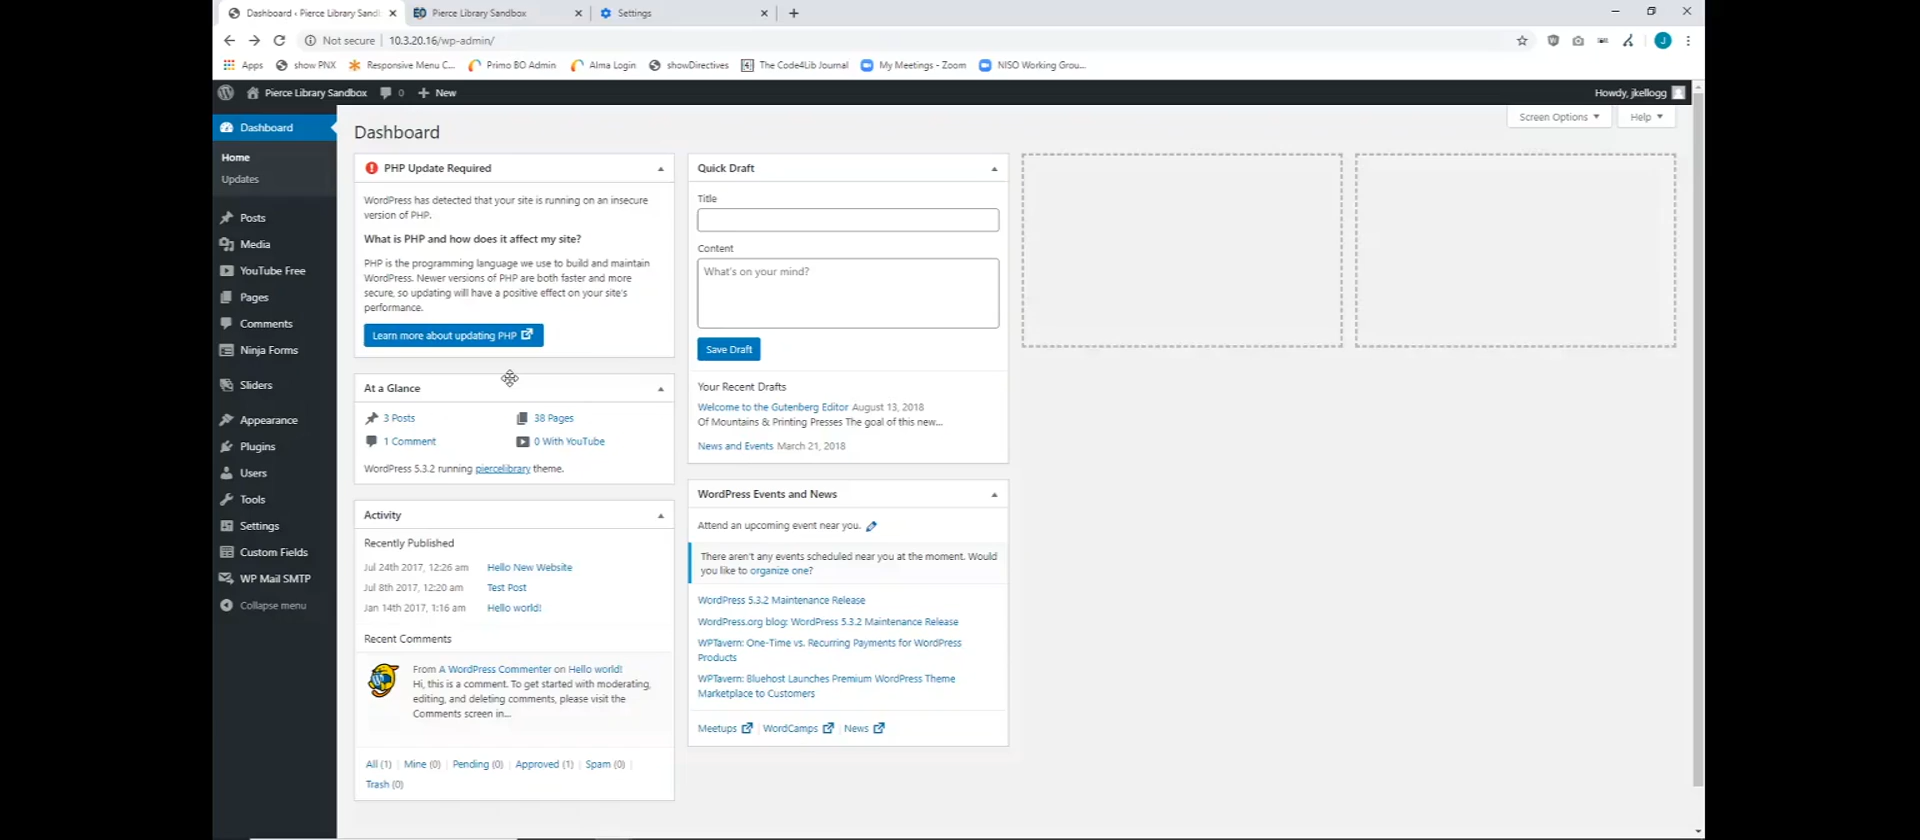 Dashboard ‹ Pierce Library Sandb
Pierce Library Sandbox
Settings
Not secure
10.3.20.16/wp-admin/
Apps
show PNX
Responsive Menu C...
Primo BO Admin
Alma Login
showDirectives
The Code4Lib Journal
My Meetings - Zoom
NISO Working Grou...
Pierce Library Sandbox
0
New
Howdy, jkellogg
Dashboard
Home
Updates
Posts
Media
YouTube Free
Pages
Comments
Ninja Forms
Sliders
Appearance
Plugins
Users
Tools
Settings
Custom Fields
WP Mail SMTP
Collapse menu
Screen Options
Help
Dashboard
PHP Update Required
WordPress has detected that your site is running on an insecure
version of PHP.
What is PHP and how does it affect my site?
PHP is the programming language we use to build and maintain
WordPress. Newer versions of PHP are both faster and more
secure, so updating will have a positive effect on your site's
performance.
Learn more about updating PHP
At a Glance
3 Posts
38 Pages
1 Comment
0 With YouTube
WordPress 5.3.2 running piercelibrary theme.
Activity
Recently Published
Jul 24th 2017, 12:26 am Hello New Website
Jul 8th 2017, 12:20 am Test Post
Jan 14th 2017, 1:16 am Hello world!
Recent Comments
From A WordPress Commenter on Hello world!
Hi, this is a comment. To get started with moderating,
editing, and deleting comments, please visit the
Comments screen in...
All (1) | Mine (0) | Pending (0) | Approved (1) | Spam (0) |
Trash (0)
Quick Draft
Title
Content
What's on your mind?
Save Draft
Your Recent Drafts
Welcome to the Gutenberg Editor August 13, 2018
Of Mountains & Printing Presses The goal of this new...
News and Events March 21, 2018
WordPress Events and News
Attend an upcoming event near you.
There aren't any events scheduled near you at the moment. Would
you like to organize one?
WordPress 5.3.2 Maintenance Release
WordPress.org blog: WordPress 5.3.2 Maintenance Release
WPTavern: One-Time vs. Recurring Payments for WordPress
Products
WPTavern: Bluehost Launches Premium WordPress Theme
Marketplace to Customers
Meetups | WordCamps | News